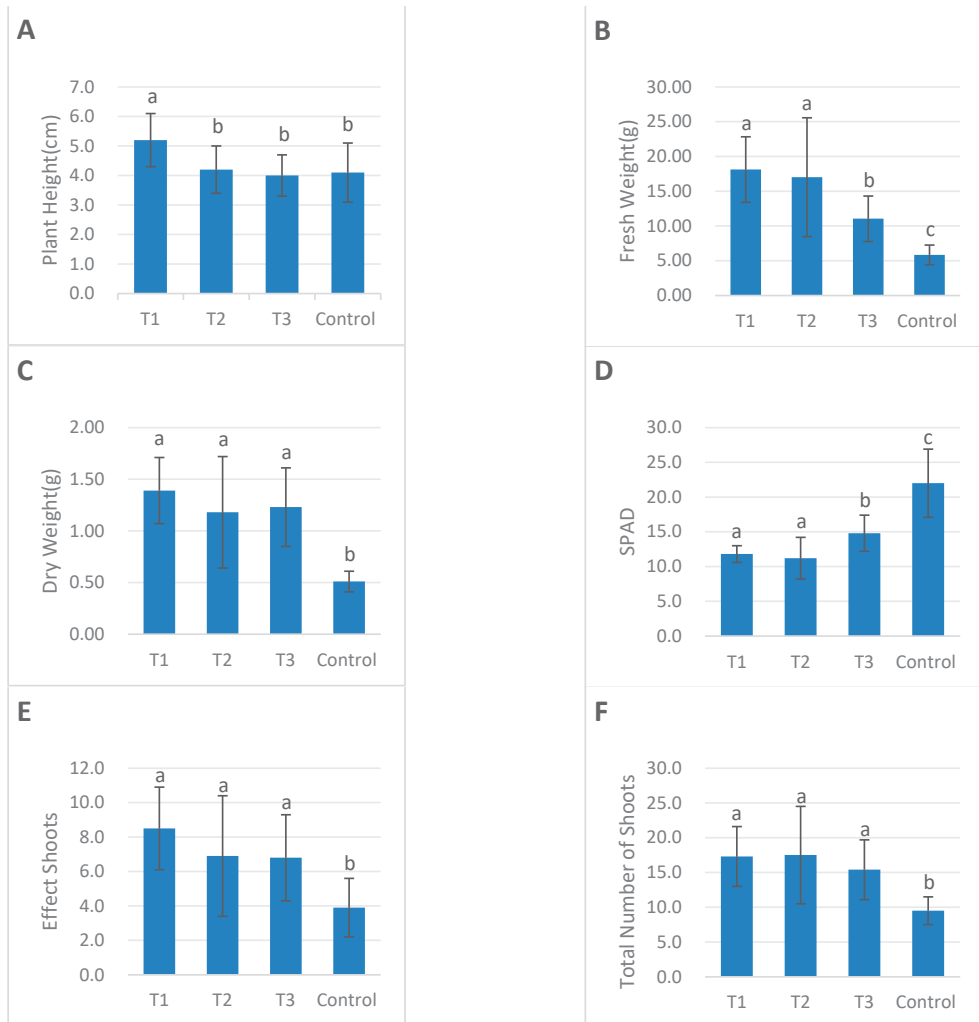 A
7.0
6.0
5.0
4.0
3.0
2.0
1.0
0.0
Plant Height(cm)
a
b
b
b
T1 T2 T3 Control
B
30.00
25.00
20.00
15.00
10.00
5.00
0.00
Fresh Weight(g)
a
a
b
c
T1 T2 T3 Control
C
2.00
1.50
1.00
0.50
0.00
Dry Weight(g)
a
a
a
b
T1 T2 T3 Control
D
30.0
25.0
20.0
15.0
10.0
5.0
0.0
SPAD
a
a
b
c
T1 T2 T3 Control
E
12.0
10.0
8.0
6.0
4.0
2.0
0.0
Effect Shoots
a
a
a
b
T1 T2 T3 Control
F
30.0
25.0
20.0
15.0
10.0
5.0
0.0
Total Number of Shoots
a
a
a
b
T1 T2 T3 Control